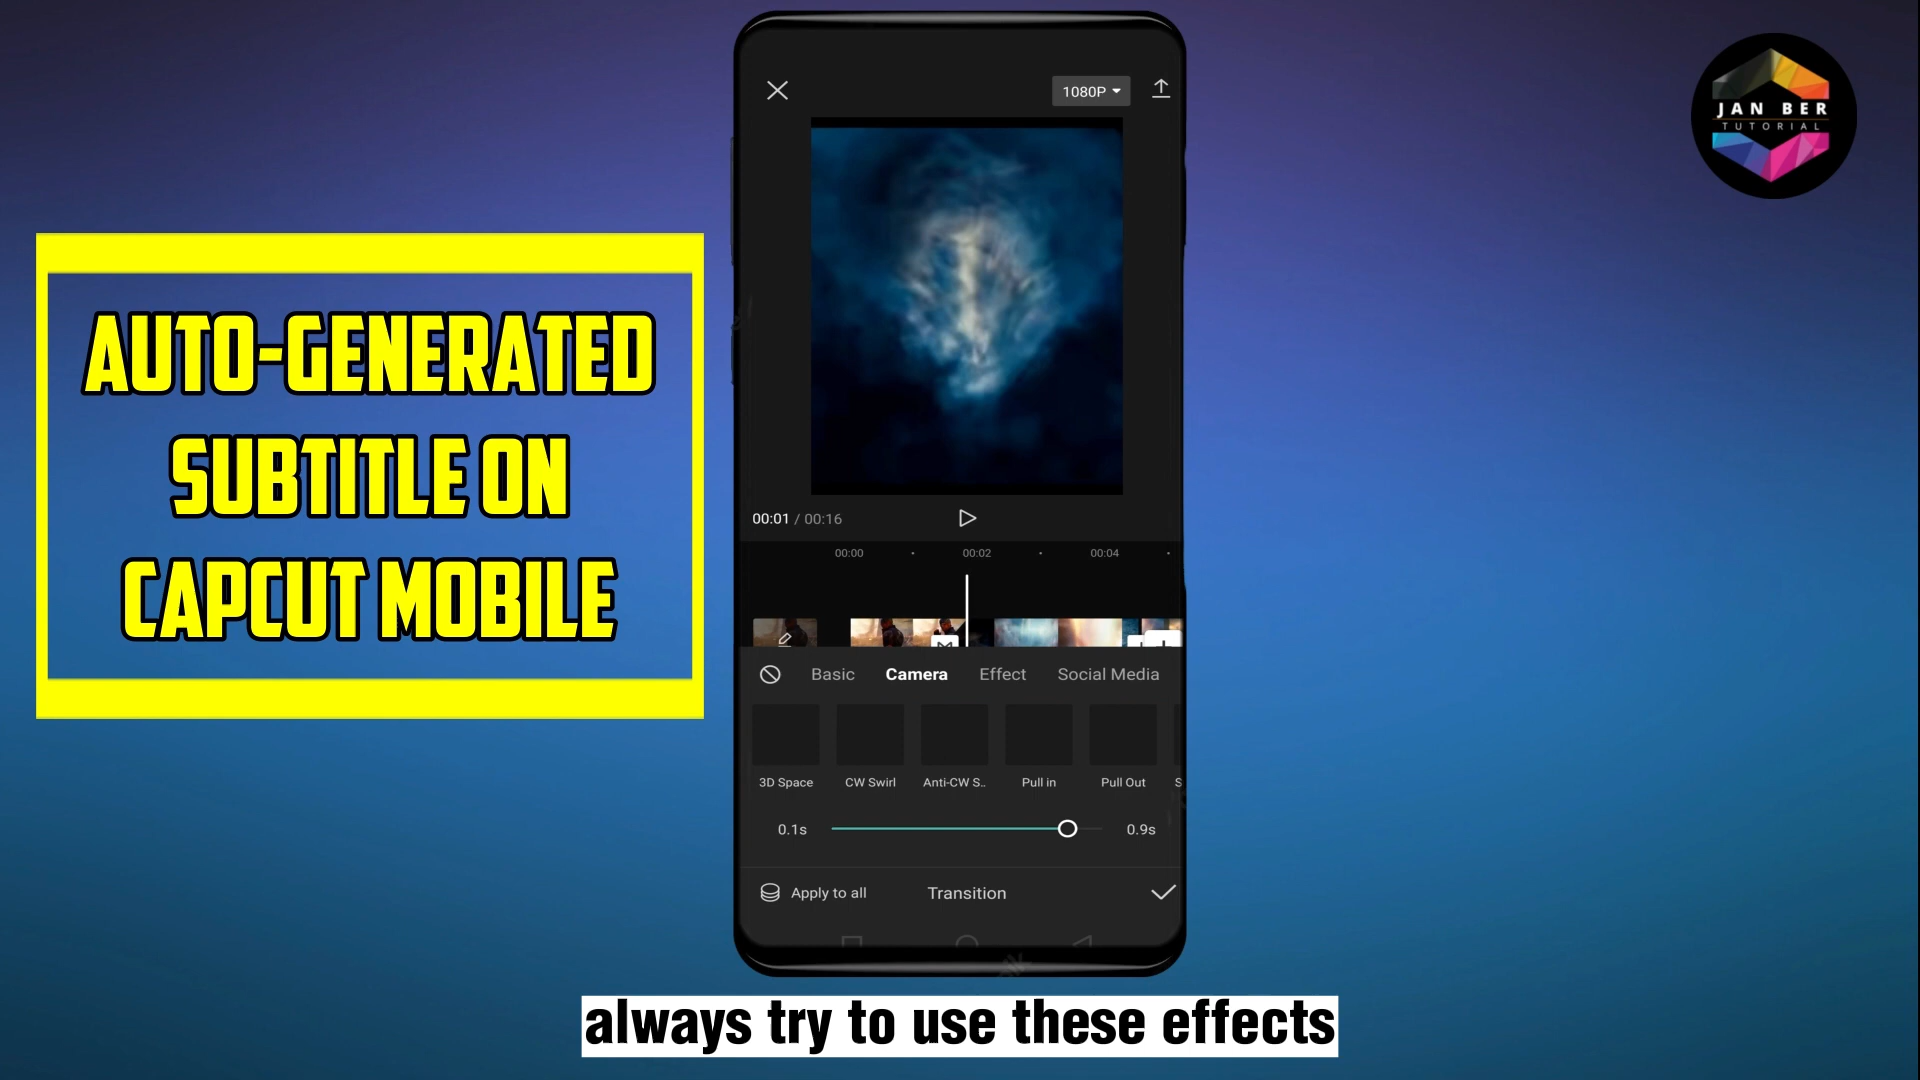 JAN BER
TUTORIAL
1080P
AUTO-GENERATED
SUBTITLE ON
CAPCUT MOBILE
00:01 / 00:16
00:00 00:02 00:04
Basic Camera Effect Social Media
3D Space CW Swirl Anti-CW S.. Pull in Pull Out S
0.1s 0.9s
Apply to all Transition
always try to use these effects